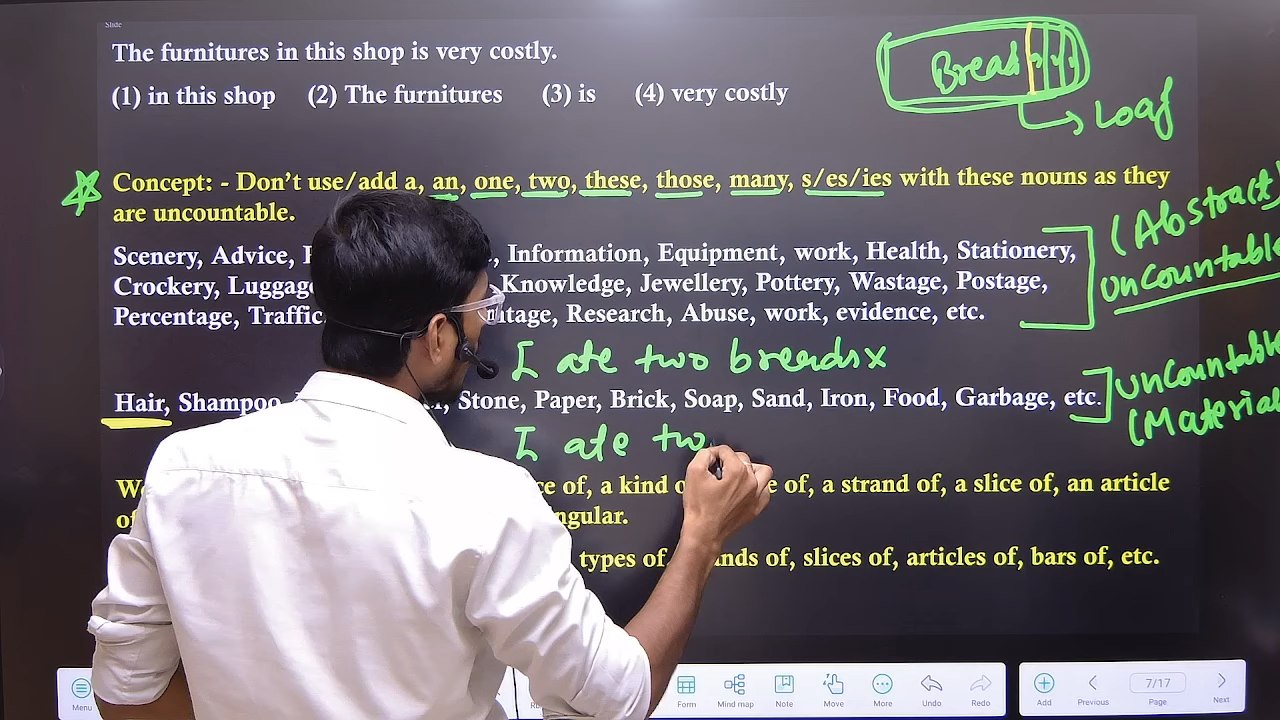 Slide
The furnitures in this shop is very costly.
(1) in this shop (2) The furnitures (3) is (4) very costly
Bread
Loaf
Concept: - Don't use/add a, an, one, two, these, those, many, s/es/ies with these nouns as they
are uncountable.
Scenery, Advice, Information, Equipment, work, Health, Stationery,
Crockery, Knowledge, Jewellery, Pottery, Wastage, Postage,
Percentage, Research, Abuse, work, evidence, etc.
(Abstract)
Uncountable
I ate two breads x
Hair, Shampoo, Stone, Paper, Brick, Soap, Sand, Iron, Food, Garbage, etc.
Uncountable
I ate
of, a kind of, a strand of, a slice of, an article
types of, slices of, articles of, bars of, etc.
Menu
Form Mind map Note Move More Undo Redo
Add Previous 7/17 Page Next